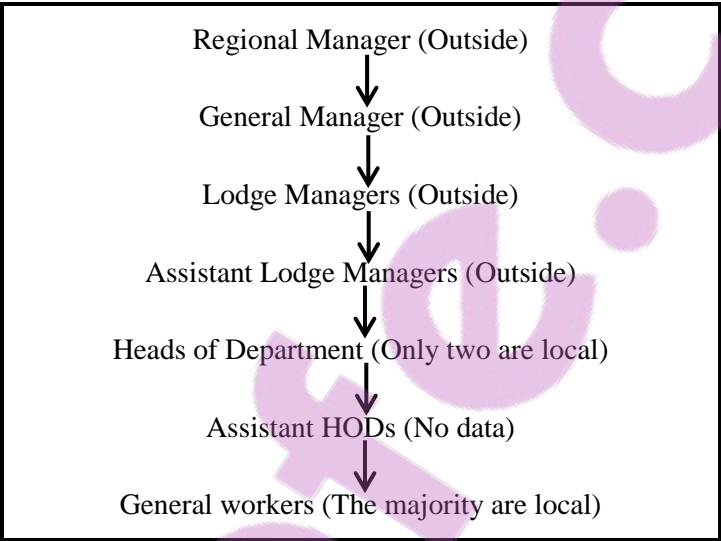 Regional Manager (Outside)
General Manager (Outside)
Lodge Managers (Outside)
Assistant Lodge Managers (Outside)
Heads of Department (Only two are local)
Assistant HODs (No data)
General workers (The majority are local)